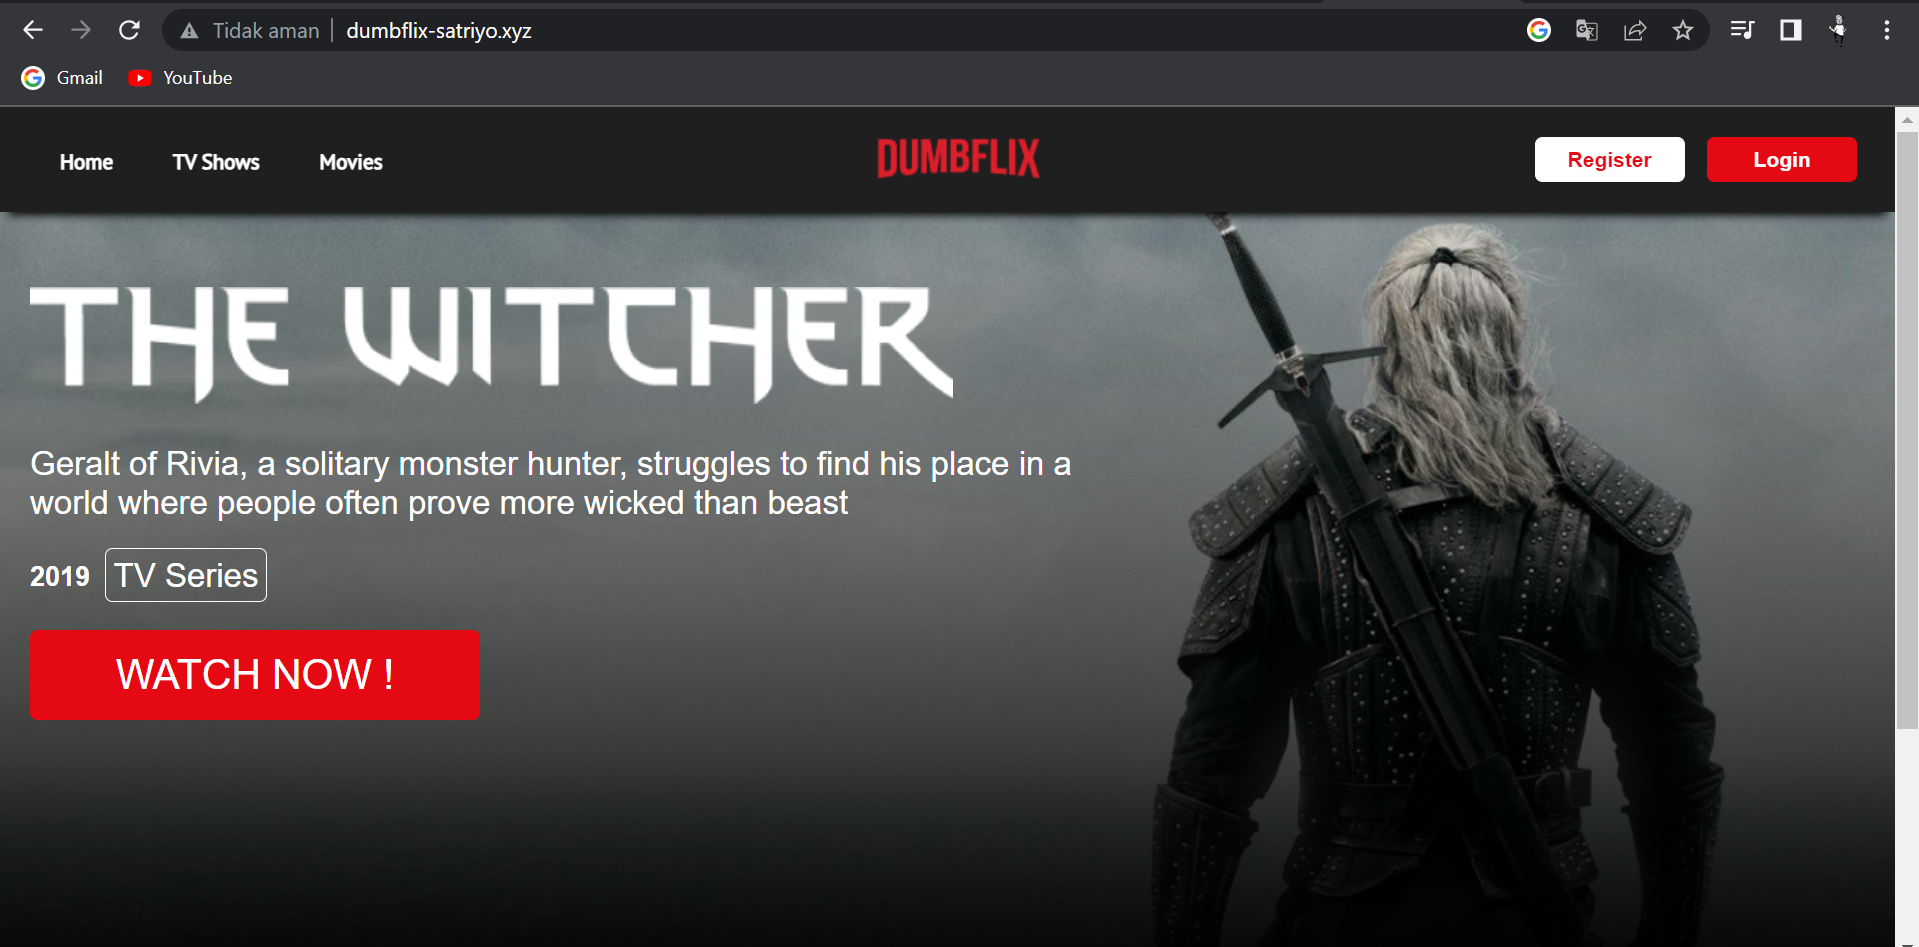 Tidak aman
dumbflix-satriyo.xyz
Gmail
YouTube
Home
TV Shows
Movies
DUMBFLIX
Register
Login
THE WITCHER
Geralt of Rivia, a solitary monster hunter, struggles to find his place in a
world where people often prove more wicked than beast
2019
TV Series
WATCH NOW !